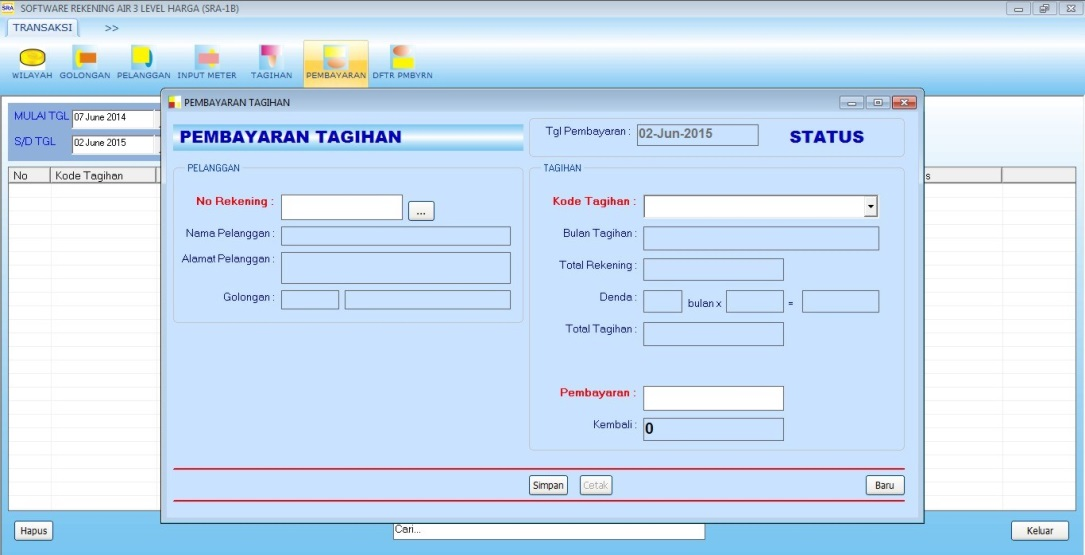 SRA SOFTWARE REKENING AIR 3 LEVEL HARGA (SRA-1B)
TRANSAKSI >>
WILAYAH GOLONGAN PELANGGAN INPUT METER TAGIHAN PEMBAYARAN DFTR PMBYRN
MULAI TGL 07 June 2014
S/D TGL 02 June 2015
No Kode Tagihan s
PEMBAYARAN TAGIHAN
PEMBAYARAN TAGIHAN
Tgl Pembayaran : 02-Jun-2015 STATUS
PELANGGAN
No Rekening : ...
Nama Pelanggan :
Alamat Pelanggan :
Golongan :
TAGIHAN
Kode Tagihan :
Bulan Tagihan :
Total Rekening :
Denda : bulan x =
Total Tagihan :
Pembayaran :
Kembali : 0
Simpan Cetak Baru
Hapus Cari... Keluar